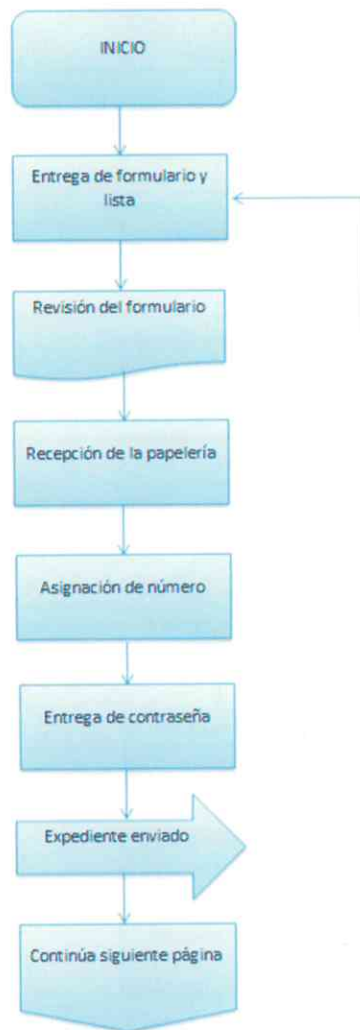 INICIO
Entrega de formulario y
lista
Revisión del formulario
Recepción de la papelería
Asignación de número
Entrega de contraseña
Expediente enviado
Continúa siguiente página